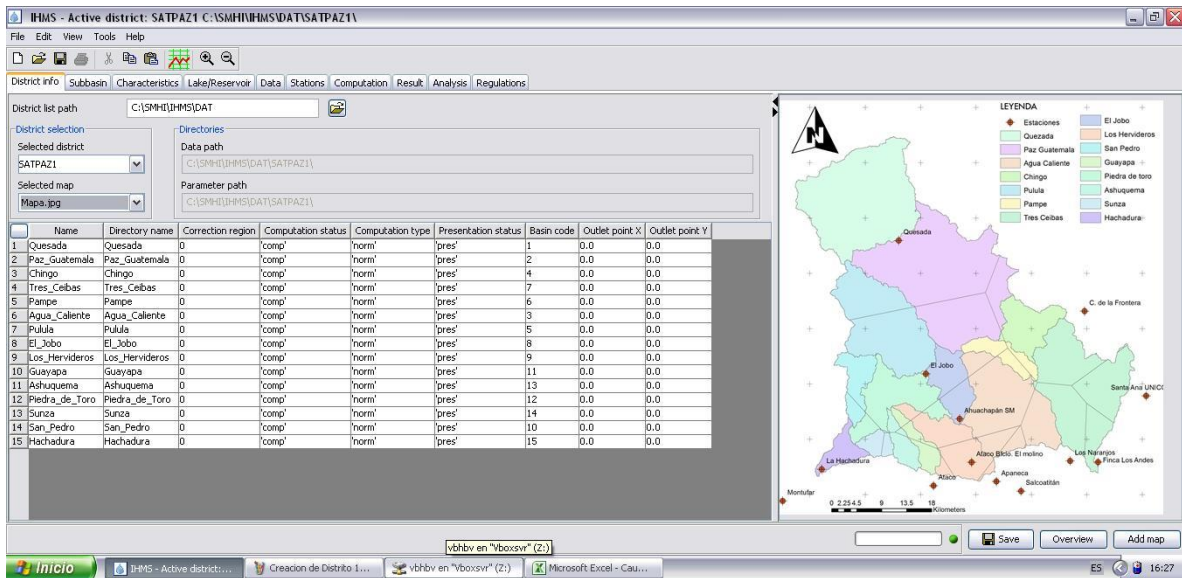 IHMS - Active district: SATPAZ1 C:\SMHI\IHMS\DAT\SATPAZ1\
File Edit View Tools Help
District info Subbasin Characteristics Lake/Reservoir Data Stations Computation Result Analysis Regulations
District list path C:\SMHI\IHMS\DAT
District selection
Selected district
SATPAZ1
Selected map
Mapa.jpg
Directories
Data path
C:\SMHI\IHMS\DAT\SATPAZ1\
Parameter path
C:\SMHI\IHMS\DAT\SATPAZ1\
Name Directory name Correction region Computation status Computation type Presentation status Basin code Outlet point X Outlet point Y
1 Quesada Quesada 0 'comp' 'norm' 'pres' 1 0.0 0.0
2 Paz_Guatemala Paz_Guatemala 0 'comp' 'norm' 'pres' 2 0.0 0.0
3 Chingo Chingo 0 'comp' 'norm' 'pres' 4 0.0 0.0
4 Tres_Ceibas Tres_Ceibas 0 'comp' 'norm' 'pres' 7 0.0 0.0
5 Pampe Pampe 0 'comp' 'norm' 'pres' 6 0.0 0.0
6 Agua_Caliente Agua_Caliente 0 'comp' 'norm' 'pres' 3 0.0 0.0
7 Pulula Pulula 0 'comp' 'norm' 'pres' 5 0.0 0.0
8 El_Jobo El_Jobo 0 'comp' 'norm' 'pres' 8 0.0 0.0
9 Los_Hervideros Los_Hervideros 0 'comp' 'norm' 'pres' 9 0.0 0.0
10 Guayapa Guayapa 0 'comp' 'norm' 'pres' 11 0.0 0.0
11 Ashuquema Ashuquema 0 'comp' 'norm' 'pres' 13 0.0 0.0
12 Piedra_de_Toro Piedra_de_Toro 0 'comp' 'norm' 'pres' 12 0.0 0.0
13 Sunza Sunza 0 'comp' 'norm' 'pres' 14 0.0 0.0
14 San_Pedro San_Pedro 0 'comp' 'norm' 'pres' 10 0.0 0.0
15 Hachadura Hachadura 0 'comp' 'norm' 'pres' 15 0.0 0.0
N
LEYENDA
Estaciones
Quezada
Paz Guatemala
Agua Caliente
Chingo
Pulula
Pampe
Tres Ceibas
El Jobo
Los Hervideros
San Pedro
Guayapa
Piedra de toro
Ashuquema
Sunza
Hachadura
Quesada
C. de la Frontera
El Jobo
Santa Ana UNICO
Ahuachapán SM
La Hachadura
Ataco Bfcio. El molino
Los Naranjos
Finca Los Andes
Ataco
Apaneca
Salcoatitán
Montufar
0 2.25 4.5 9 13.5 18
Kilometers
Save Overview Add map
vbhbv en "Vboxsvr" (Z:)
Inicio
IHMS - Active district:...
Creacion de Distrito 1...
vbhbv en "Vboxsvr" (Z:)
Microsoft Excel - Cau...
ES 16:27